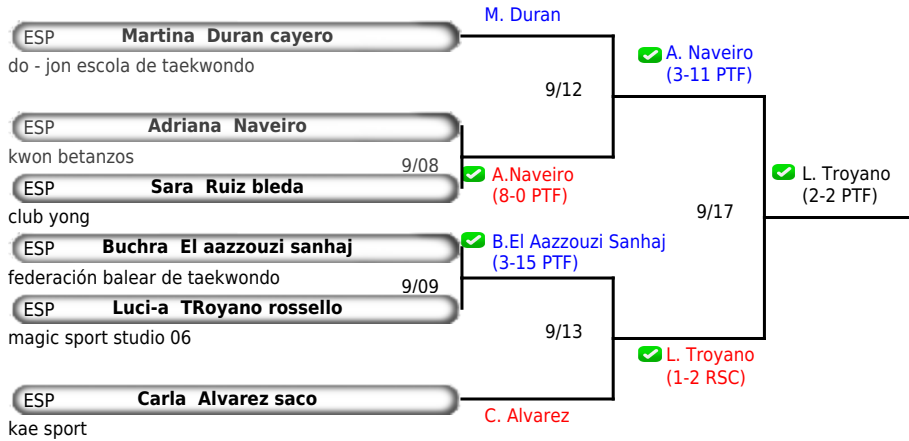 M. Duran
ESP Martina Duran cayero
do - jon escola de taekwondo
A. Naveiro
(3-11 PTF)
9/12
ESP Adriana Naveiro
kwon betanzos
9/08
A.Naveiro
(8-0 PTF)
ESP Sara Ruiz bleda
club yong
L. Troyano
(2-2 PTF)
9/17
ESP Buchra El aazzouzi sanhaj
federación balear de taekwondo
B.El Aazzouzi Sanhaj
(3-15 PTF)
9/09
ESP Luci-a TRoyano rossello
magic sport studio 06
9/13
L. Troyano
(1-2 RSC)
ESP Carla Alvarez saco
kae sport
C. Alvarez